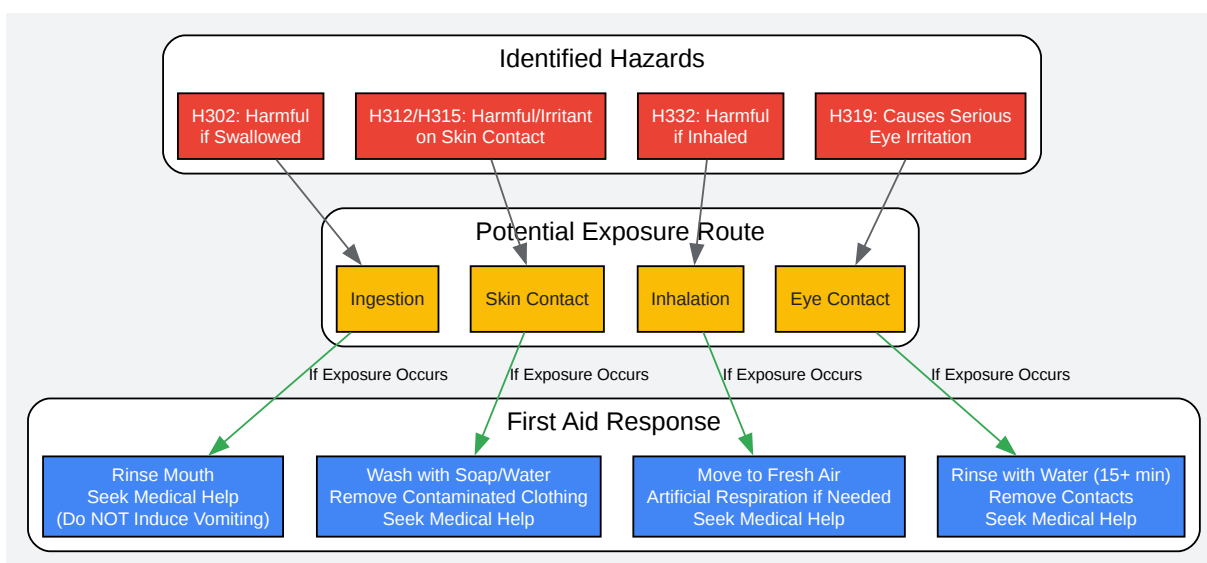 Identified Hazards
H302: Harmful
if Swallowed
H312/H315: Harmful/Irritant
on Skin Contact
H332: Harmful
if Inhaled
H319: Causes Serious
Eye Irritation
Potential Exposure Route
Ingestion
Skin Contact
Inhalation
Eye Contact
If Exposure Occurs
If Exposure Occurs
If Exposure Occurs
If Exposure Occurs
First Aid Response
Rinse Mouth
Seek Medical Help
(Do NOT Induce Vomiting)
Wash with Soap/Water
Remove Contaminated Clothing
Seek Medical Help
Move to Fresh Air
Artificial Respiration if Needed
Seek Medical Help
Rinse with Water (15+ min)
Remove Contacts
Seek Medical Help